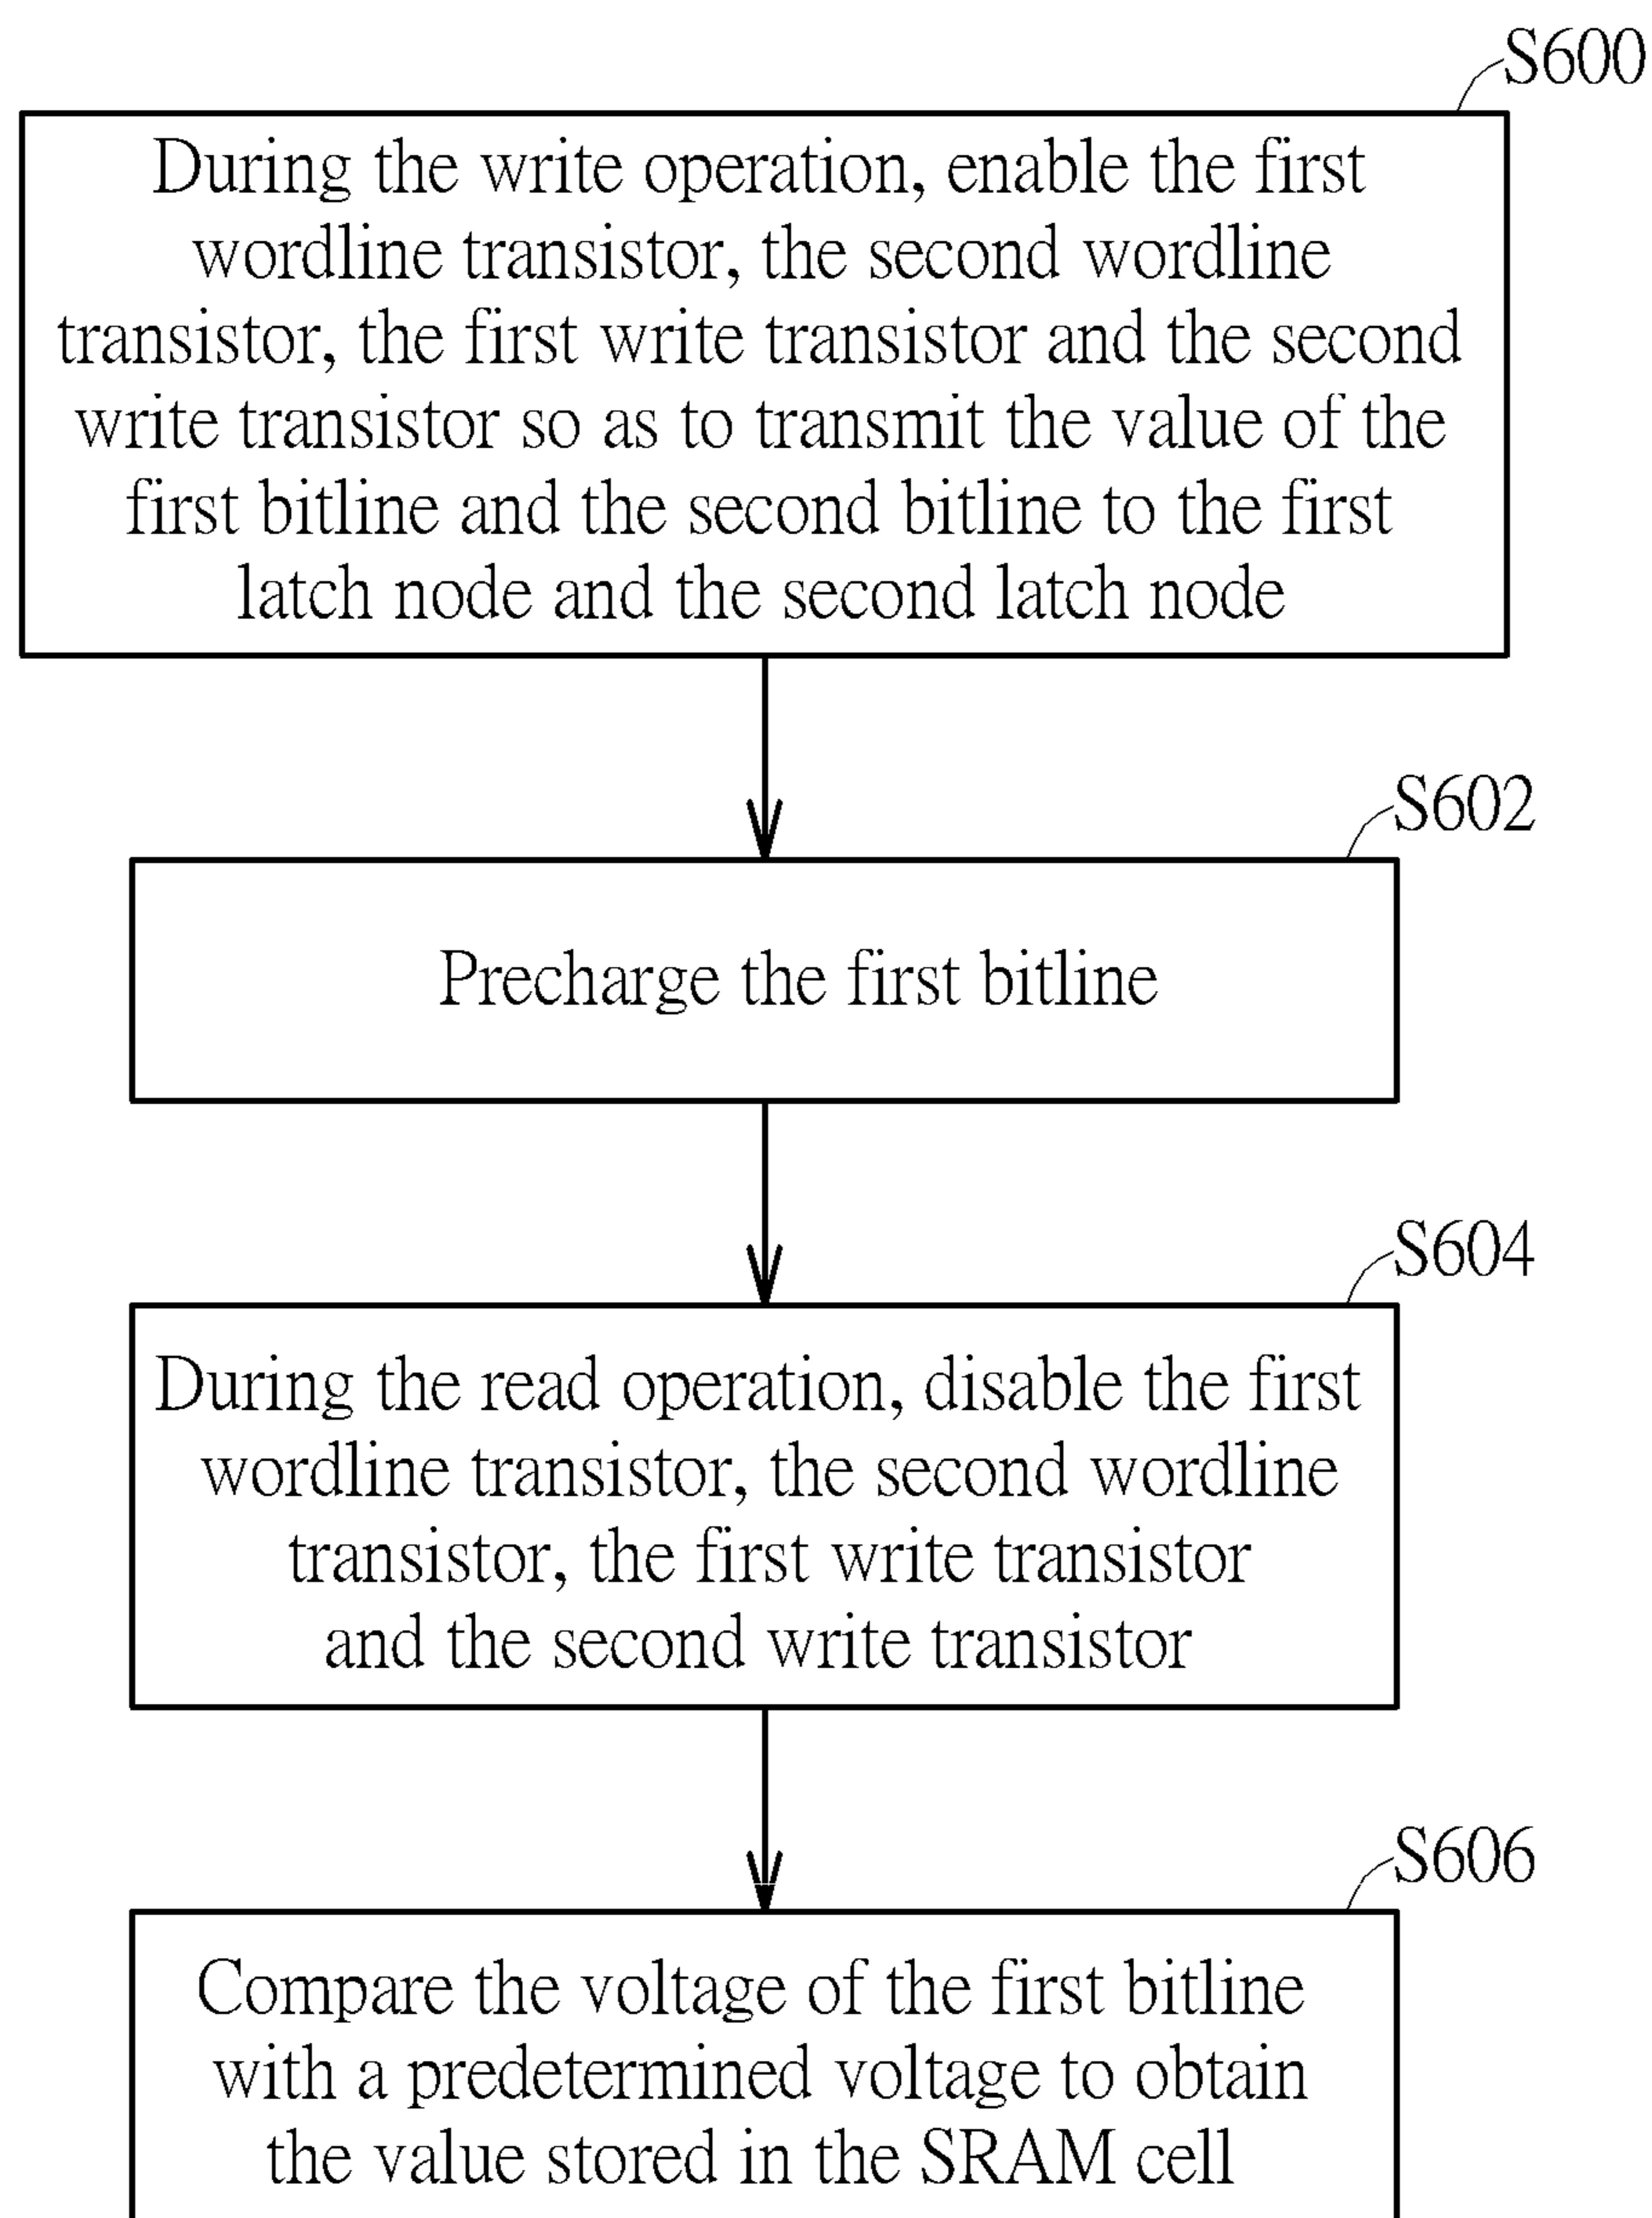 S600
During the write operation, enable the first
wordline transistor, the second wordline
transistor, the first write transistor and the second
write transistor so as to transmit the value of the
first bitline and the second bitline to the first
latch node and the second latch node
S602
Precharge the first bitline
S604
During the read operation, disable the first
wordline transistor, the second wordline
transistor, the first write transistor
and the second write transistor
S606
Compare the voltage of the first bitline
with a predetermined voltage to obtain
the value stored in the SRAM cell